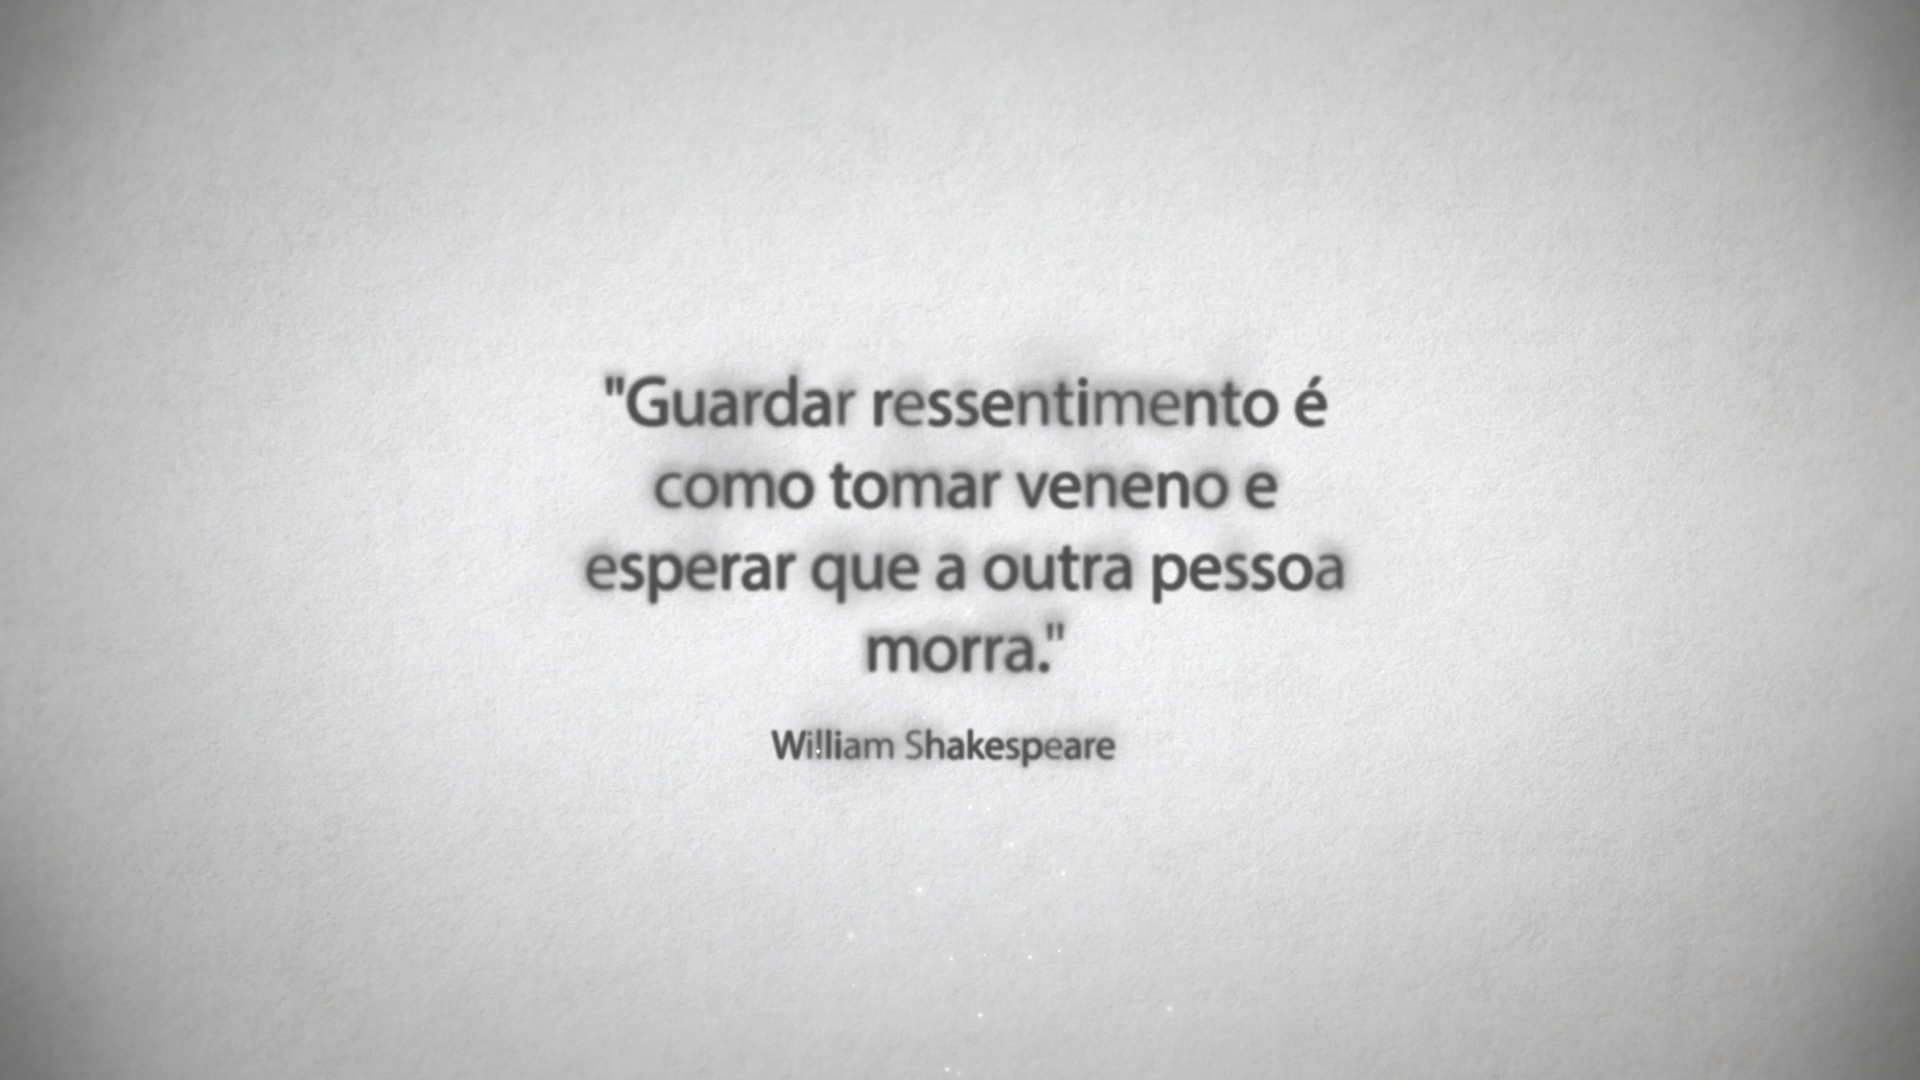 "Guardar ressentimento é
como tomar veneno e
esperar que a outra pessoa
morra."
William Shakespeare